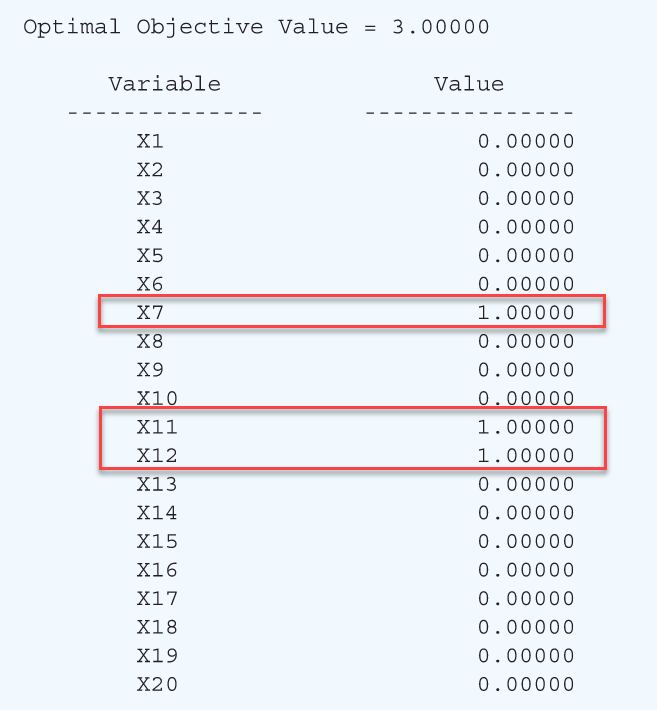 Optimal Objective Value = 3.00000
Variable Value
-------------- ---------------
X1 0.00000
X2 0.00000
X3 0.00000
X4 0.00000
X5 0.00000
X6 0.00000
X7 1.00000
X8 0.00000
X9 0.00000
X10 0.00000
X11 1.00000
X12 1.00000
X13 0.00000
X14 0.00000
X15 0.00000
X16 0.00000
X17 0.00000
X18 0.00000
X19 0.00000
X20 0.00000